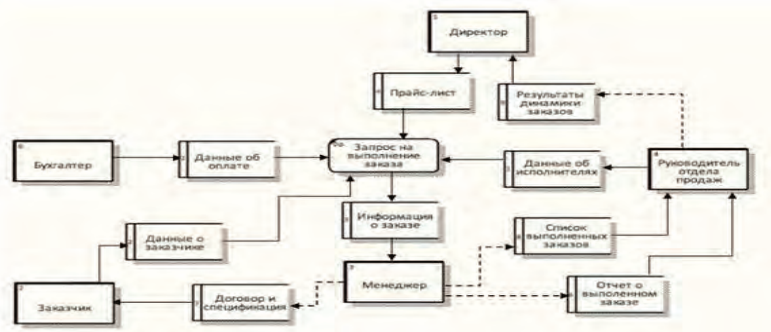 Директор
Прайс-лист
Результаты
динамики
заказов
Бухгалтер
Данные об
оплате
Запрос на
выполнение
заказа
Данные об
исполнителях
Руководитель
отдела
продаж
Информация
о заказе
Данные о
заказчике
Список
выполненных
заказов
Заказчик
Договор и
спецификация
Менеджер
Отчет о
выполенном
заказе